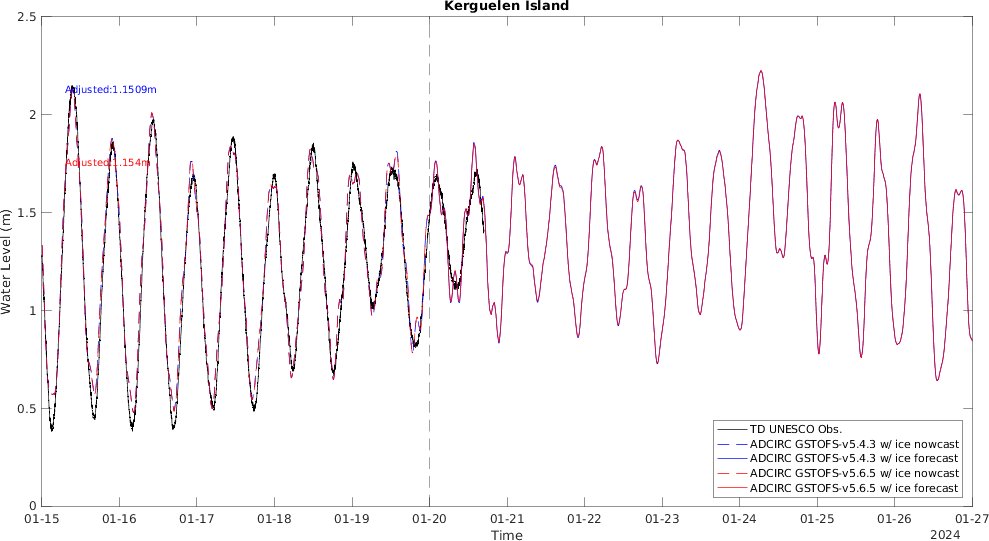 Kerguelen Island
Water Level (m)
2.5
2
1.5
1
0.5
0
Adjusted:1.1509m
Adjusted:1.154m
TD UNESCO Obs.
ADCIRC GSTOFS-v5.4.3 w/ ice nowcast
ADCIRC GSTOFS-v5.4.3 w/ ice forecast
ADCIRC GSTOFS-v5.6.5 w/ ice nowcast
ADCIRC GSTOFS-v5.6.5 w/ ice forecast
01-15 01-16 01-17 01-18 01-19 01-20 01-21 01-22 01-23 01-24 01-25 01-26 01-27
Time
2024